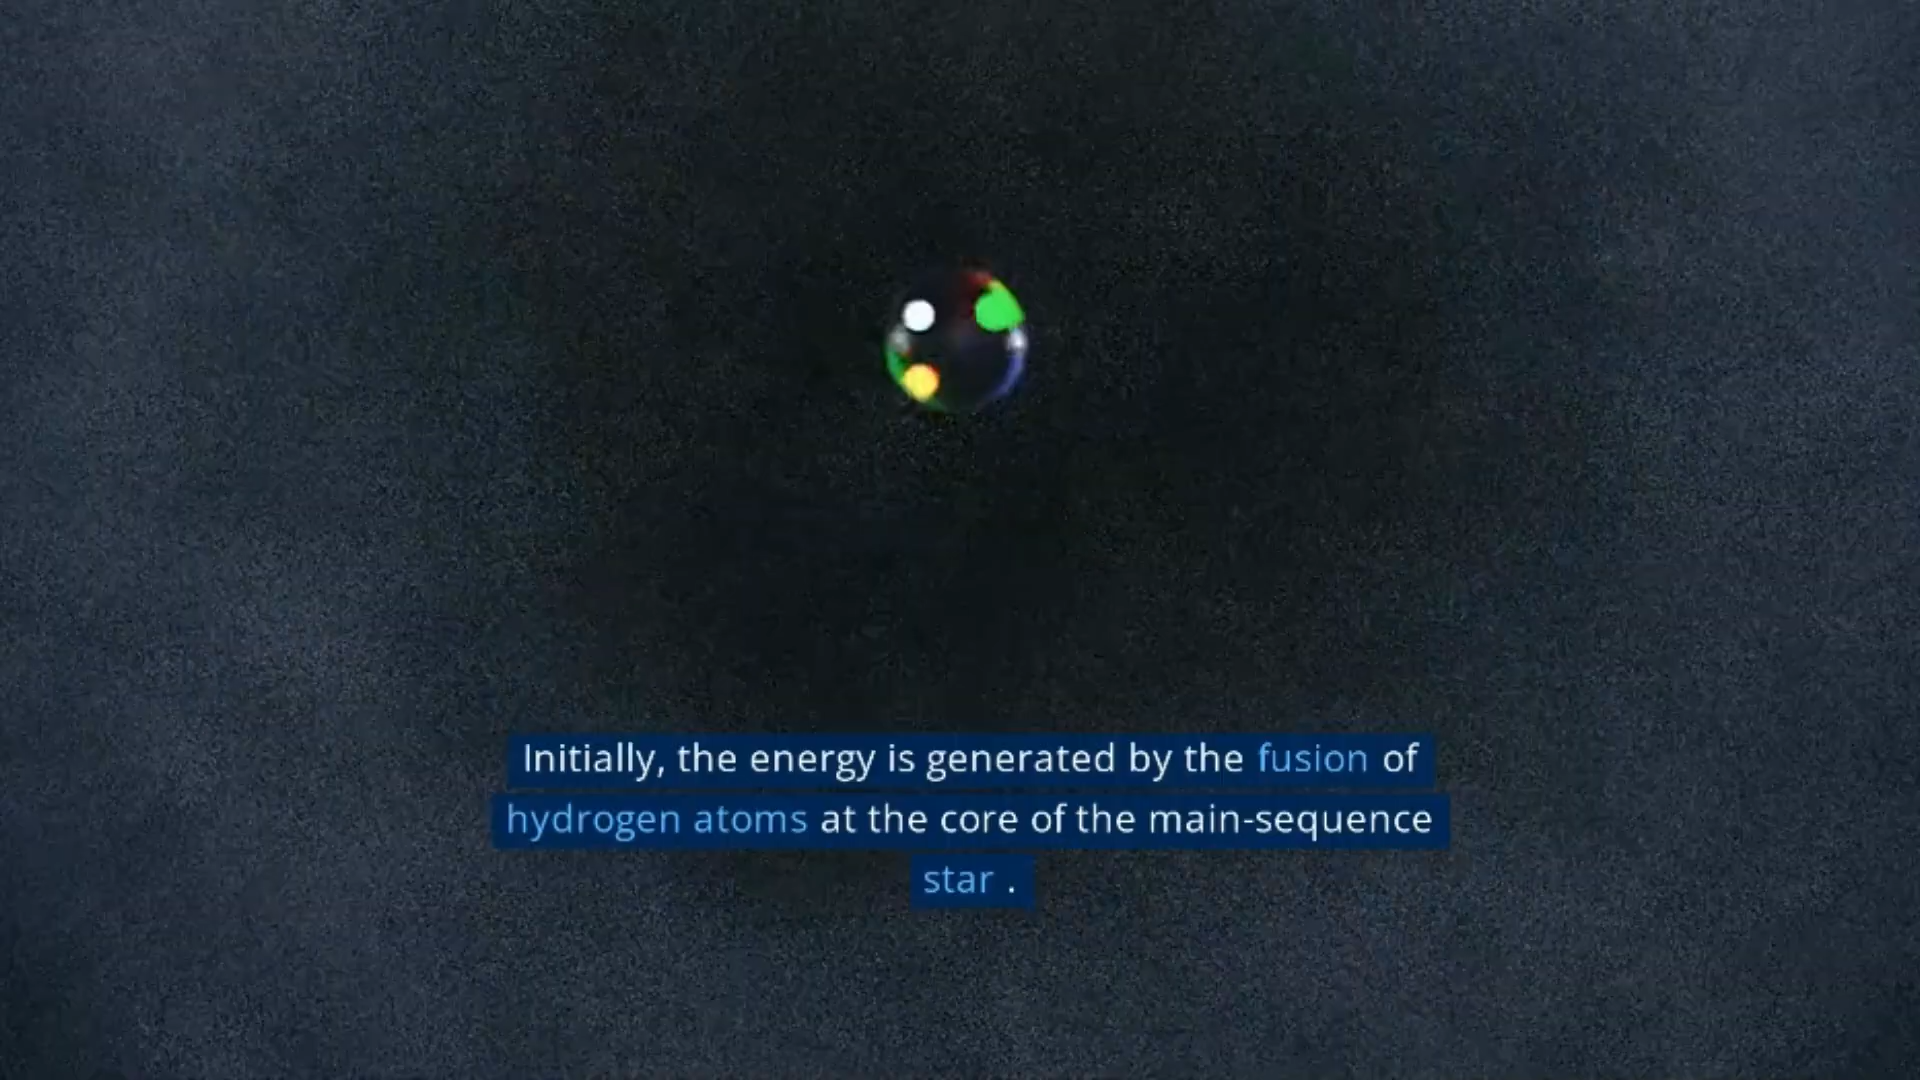 Initially, the energy is generated by the fusion of
hydrogen atoms at the core of the main-sequence
star .